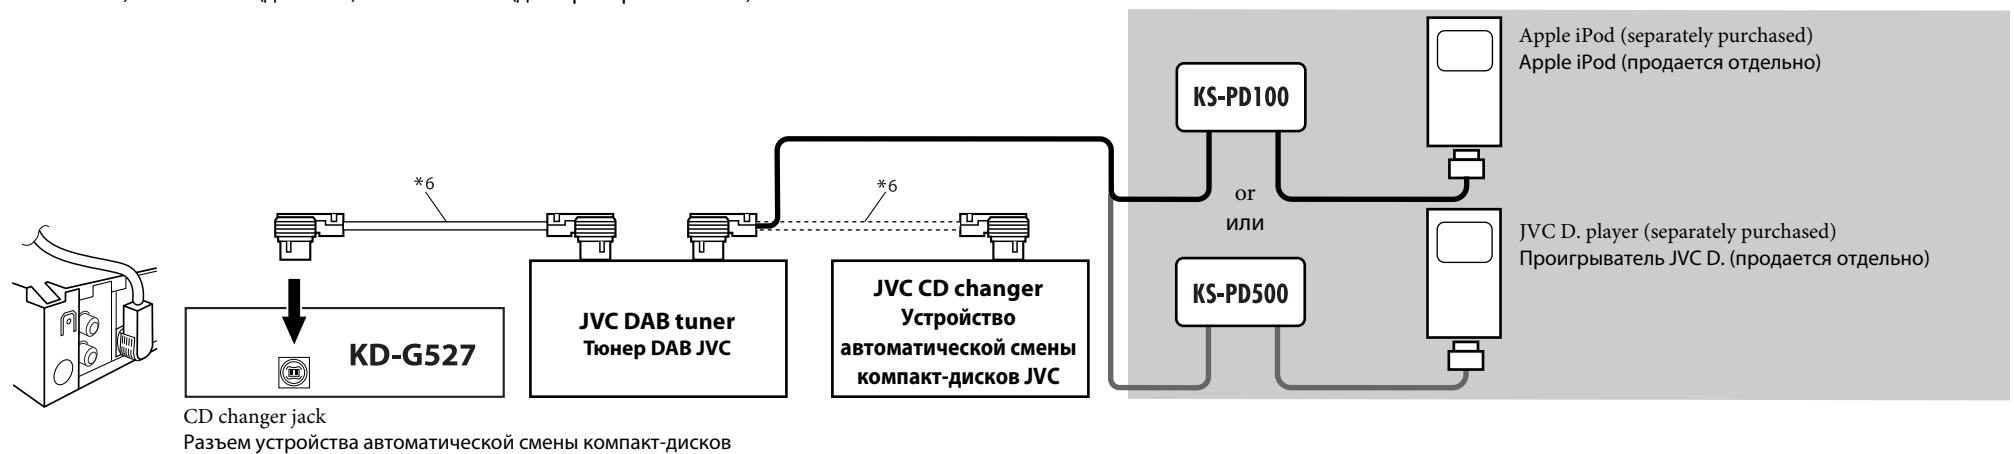 Apple iPod (separately purchased)
Apple iPod (продается отдельно)
KS-PD100
*6
*6
or
или
JVC D. player (separately purchased)
Проигрыватель JVC D. (продается отдельно)
KS-PD500
JVC DAB tuner
Тюнер DAB JVC
JVC CD changer
Устройство
автоматической смены
компакт-дисков JVC
KD-G527
CD changer jack
Разъем устройства автоматической смены компакт-дисков